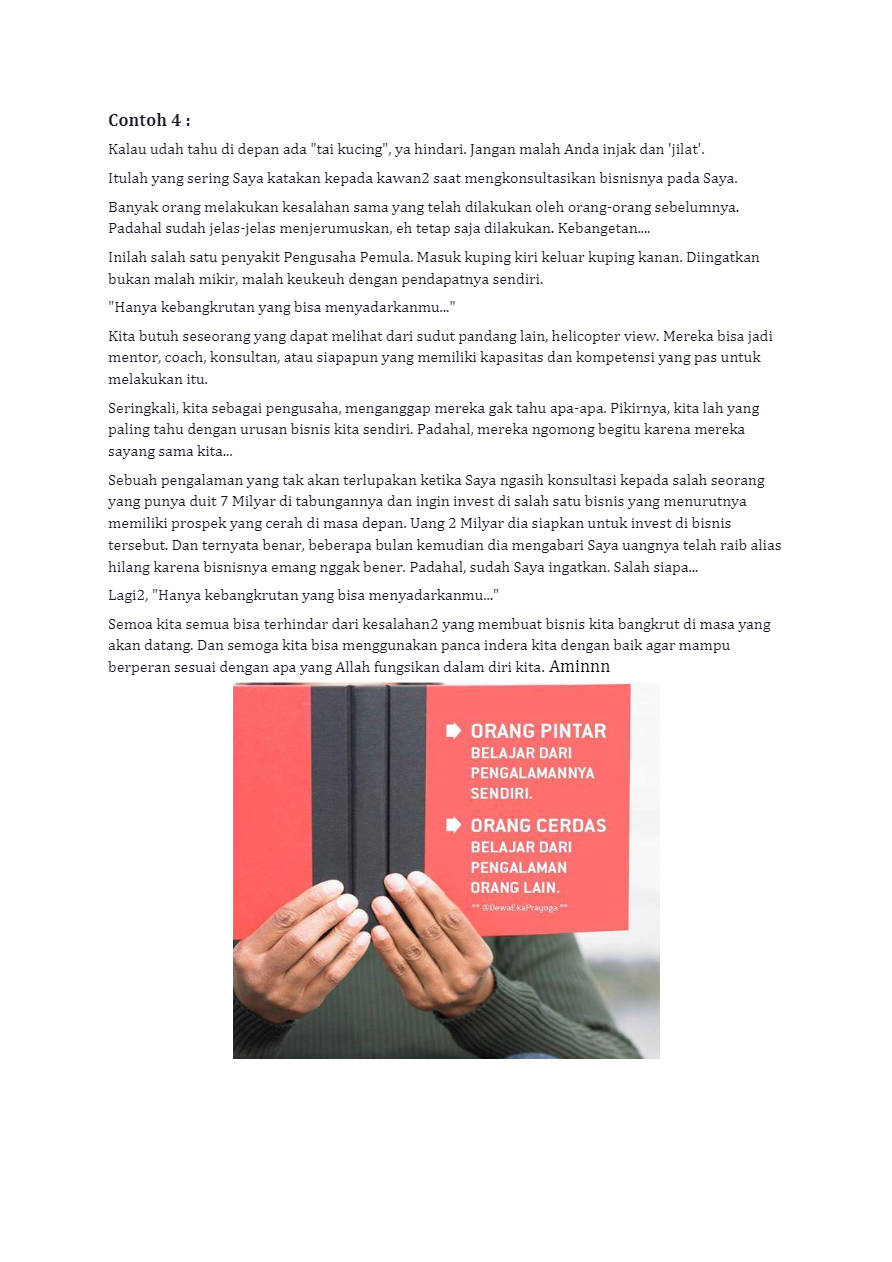 Contoh 4 :
Kalau udah tahu di depan ada "tai kucing", ya hindari. Jangan malah Anda injak dan 'jilat'.
Itulah yang sering Saya katakan kepada kawan2 saat mengkonsultasikan bisnisnya pada Saya.
Banyak orang melakukan kesalahan sama yang telah dilakukan oleh orang-orang sebelumnya.
Padahal sudah jelas-jelas menjerumuskan, eh tetap saja dilakukan. Kebangetan....
Inilah salah satu penyakit Pengusaha Pemula. Masuk kuping kiri keluar kuping kanan. Diingatkan
bukan malah mikir, malah keukeuh dengan pendapatnya sendiri.
"Hanya kebangkrutan yang bisa menyadarkanmu..."
Kita butuh seseorang yang dapat melihat dari sudut pandang lain, helicopter view. Mereka bisa jadi
mentor, coach, konsultan, atau siapapun yang memiliki kapasitas dan kompetensi yang pas untuk
melakukan itu.
Seringkali, kita sebagai pengusaha, menganggap mereka gak tahu apa-apa. Pikirnya, kita lah yang
paling tahu dengan urusan bisnis kita sendiri. Padahal, mereka ngomong begitu karena mereka
sayang sama kita...
Sebuah pengalaman yang tak akan terlupakan ketika Saya ngasih konsultasi kepada salah seorang
yang punya duit 7 Milyar di tabungannya dan ingin invest di salah satu bisnis yang menurutnya
memiliki prospek yang cerah di masa depan. Uang 2 Milyar dia siapkan untuk invest di bisnis
tersebut. Dan ternyata benar, beberapa bulan kemudian dia mengabari Saya uangnya telah raib alias
hilang karena bisnisnya emang nggak bener. Padahal, sudah Saya ingatkan. Salah siapa...
Lagi2, "Hanya kebangkrutan yang bisa menyadarkanmu..."
Semoa kita semua bisa terhindar dari kesalahan2 yang membuat bisnis kita bangkrut di masa yang
akan datang. Dan semoga kita bisa menggunakan panca indera kita dengan baik agar mampu
berperan sesuai dengan apa yang Allah fungsikan dalam diri kita. Aminnn
ORANG PINTAR
BELAJAR DARI
PENGALAMANNYA
SENDIRI.
ORANG CERDAS
BELAJAR DARI
PENGALAMAN
ORANG LAIN.
** @DewaEkaPrayoga **